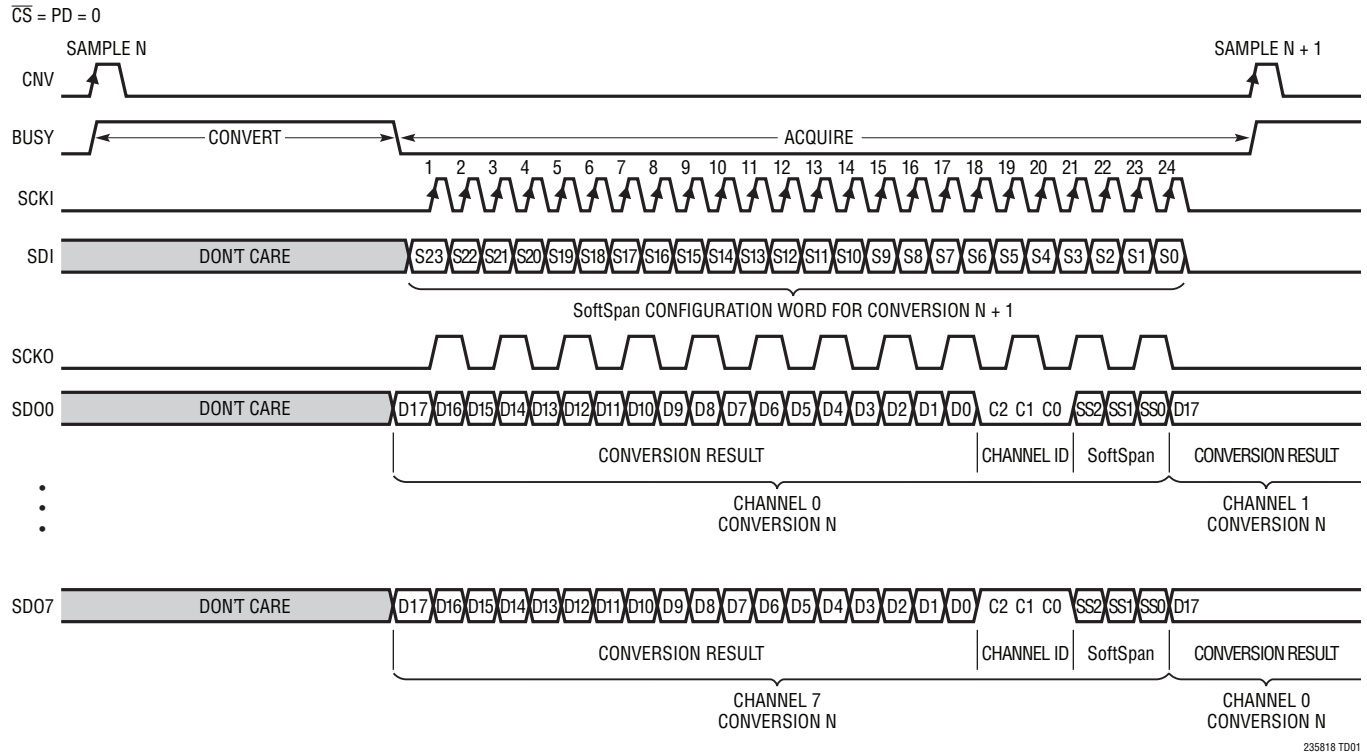 CS = PD = 0
SAMPLE N SAMPLE N + 1
CNV
BUSY CONVERT ACQUIRE
1 2 3 4 5 6 7 8 9 10 11 12 13 14 15 16 17 18 19 20 21 22 23 24
SCKI
SDI DON'T CARE S23 S22 S21 S20 S19 S18 S17 S16 S15 S14 S13 S12 S11 S10 S9 S8 S7 S6 S5 S4 S3 S2 S1 S0
SoftSpan CONFIGURATION WORD FOR CONVERSION N + 1
SCKO
SDO0 DON'T CARE D17 D16 D15 D14 D13 D12 D11 D10 D9 D8 D7 D6 D5 D4 D3 D2 D1 D0 C2 C1 C0 SS2 SS1 SS0 D17
CONVERSION RESULT CHANNEL ID SoftSpan CONVERSION RESULT
CHANNEL 0 CHANNEL 1
CONVERSION N CONVERSION N
SDO7 DON'T CARE D17 D16 D15 D14 D13 D12 D11 D10 D9 D8 D7 D6 D5 D4 D3 D2 D1 D0 C2 C1 C0 SS2 SS1 SS0 D17
CONVERSION RESULT CHANNEL ID SoftSpan CONVERSION RESULT
CHANNEL 7 CHANNEL 0
CONVERSION N CONVERSION N
235818 TD01